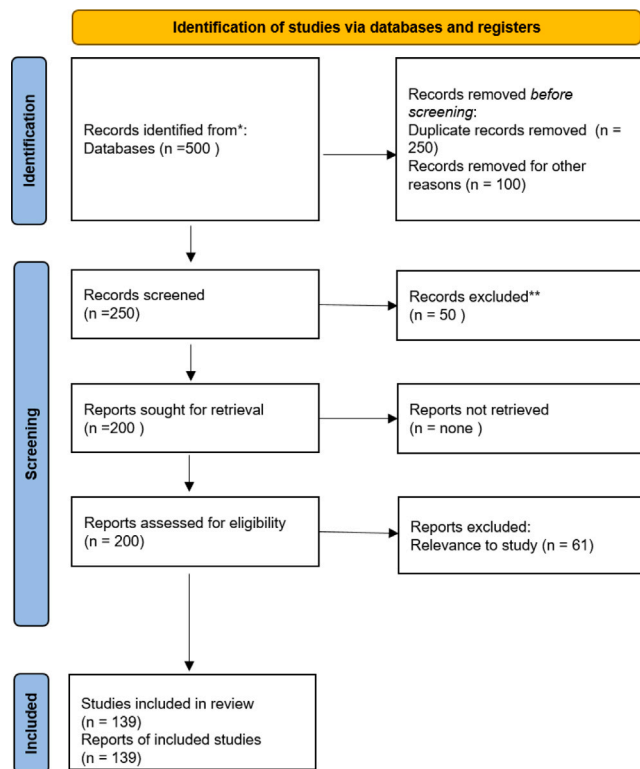 Identification of studies via databases and registers
Identification
Records identified from*:
Databases (n =500 )
Records removed before
screening:
Duplicate records removed  (n =
250)
Records removed for other
reasons (n = 100)
Screening
Records screened
(n =250)
Records excluded**
(n = 50 )
Reports sought for retrieval
(n =200 )
Reports not retrieved
(n = none )
Reports assessed for eligibility
(n = 200)
Reports excluded:
Relevance to study (n = 61)
Included
Studies included in review
(n = 139)
Reports of included studies
(n = 139)